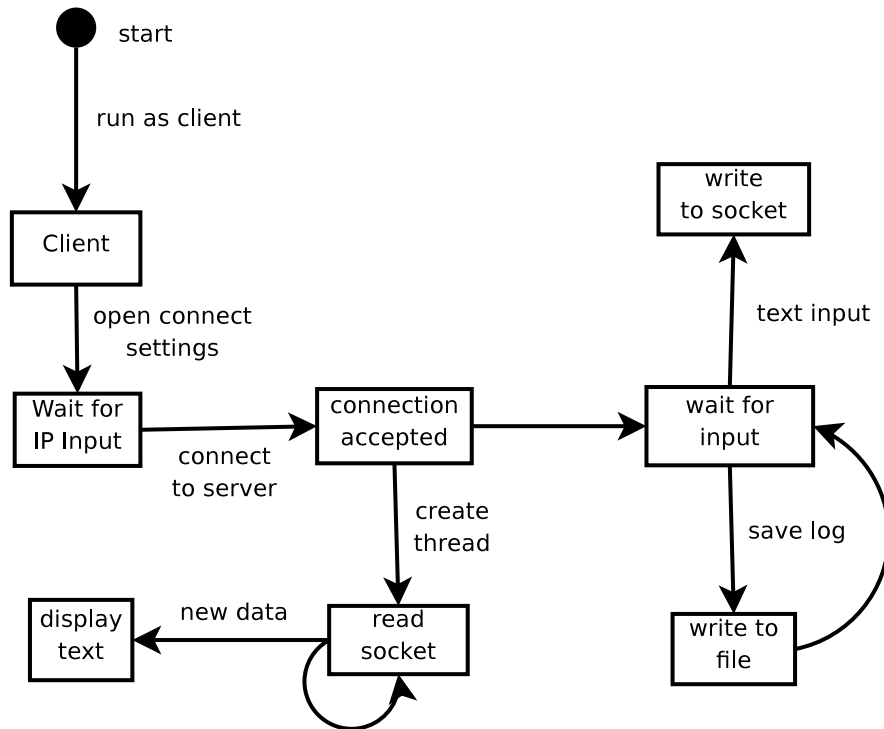 start
run as client
Client
open connect
settings
Wait for
IP Input
connect
to server
connection
accepted
create
thread
read
socket
new data
display
text
wait for
input
text input
write
to socket
save log
write to
file